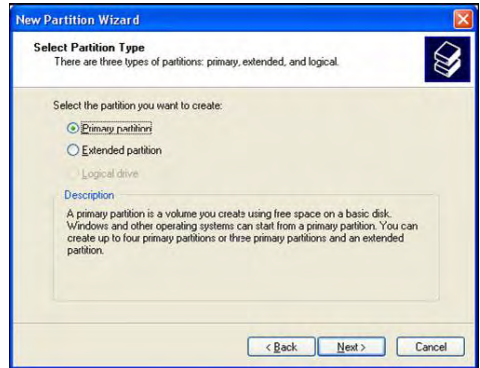 New Partition Wizard
Select Partition Type
There are three types of partitions: primary, extended, and logical.
Select the partition you want to create:
Primary partition
Extended partition
Logical drive
Description
A primary partition is a volume you create using free space on a basic disk.
Windows and other operating systems can start from a primary partition. You can
create up to four primary partitions or three primary partitions and an extended
partition.
< Back
Next >
Cancel